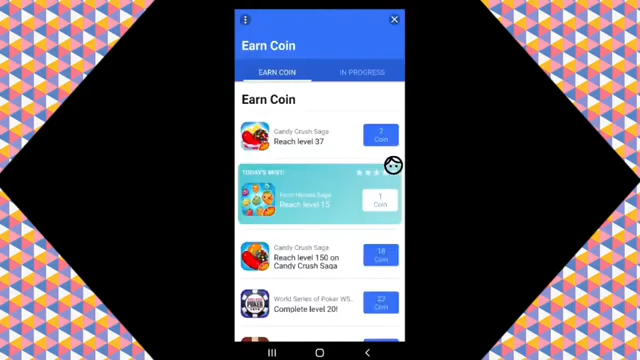 Earn Coin
EARN COIN
IN PROGRESS
Earn Coin
Candy Crush Saga
Reach level 37
2
Coin
TODAY'S MUST!
Farm Heroes Saga
Reach level 15
1
Coin
Candy Crush Saga
Reach level 150 on
Candy Crush Saga
18
Coin
World Series of Poker WS..
Complete level 20!
22
Coin